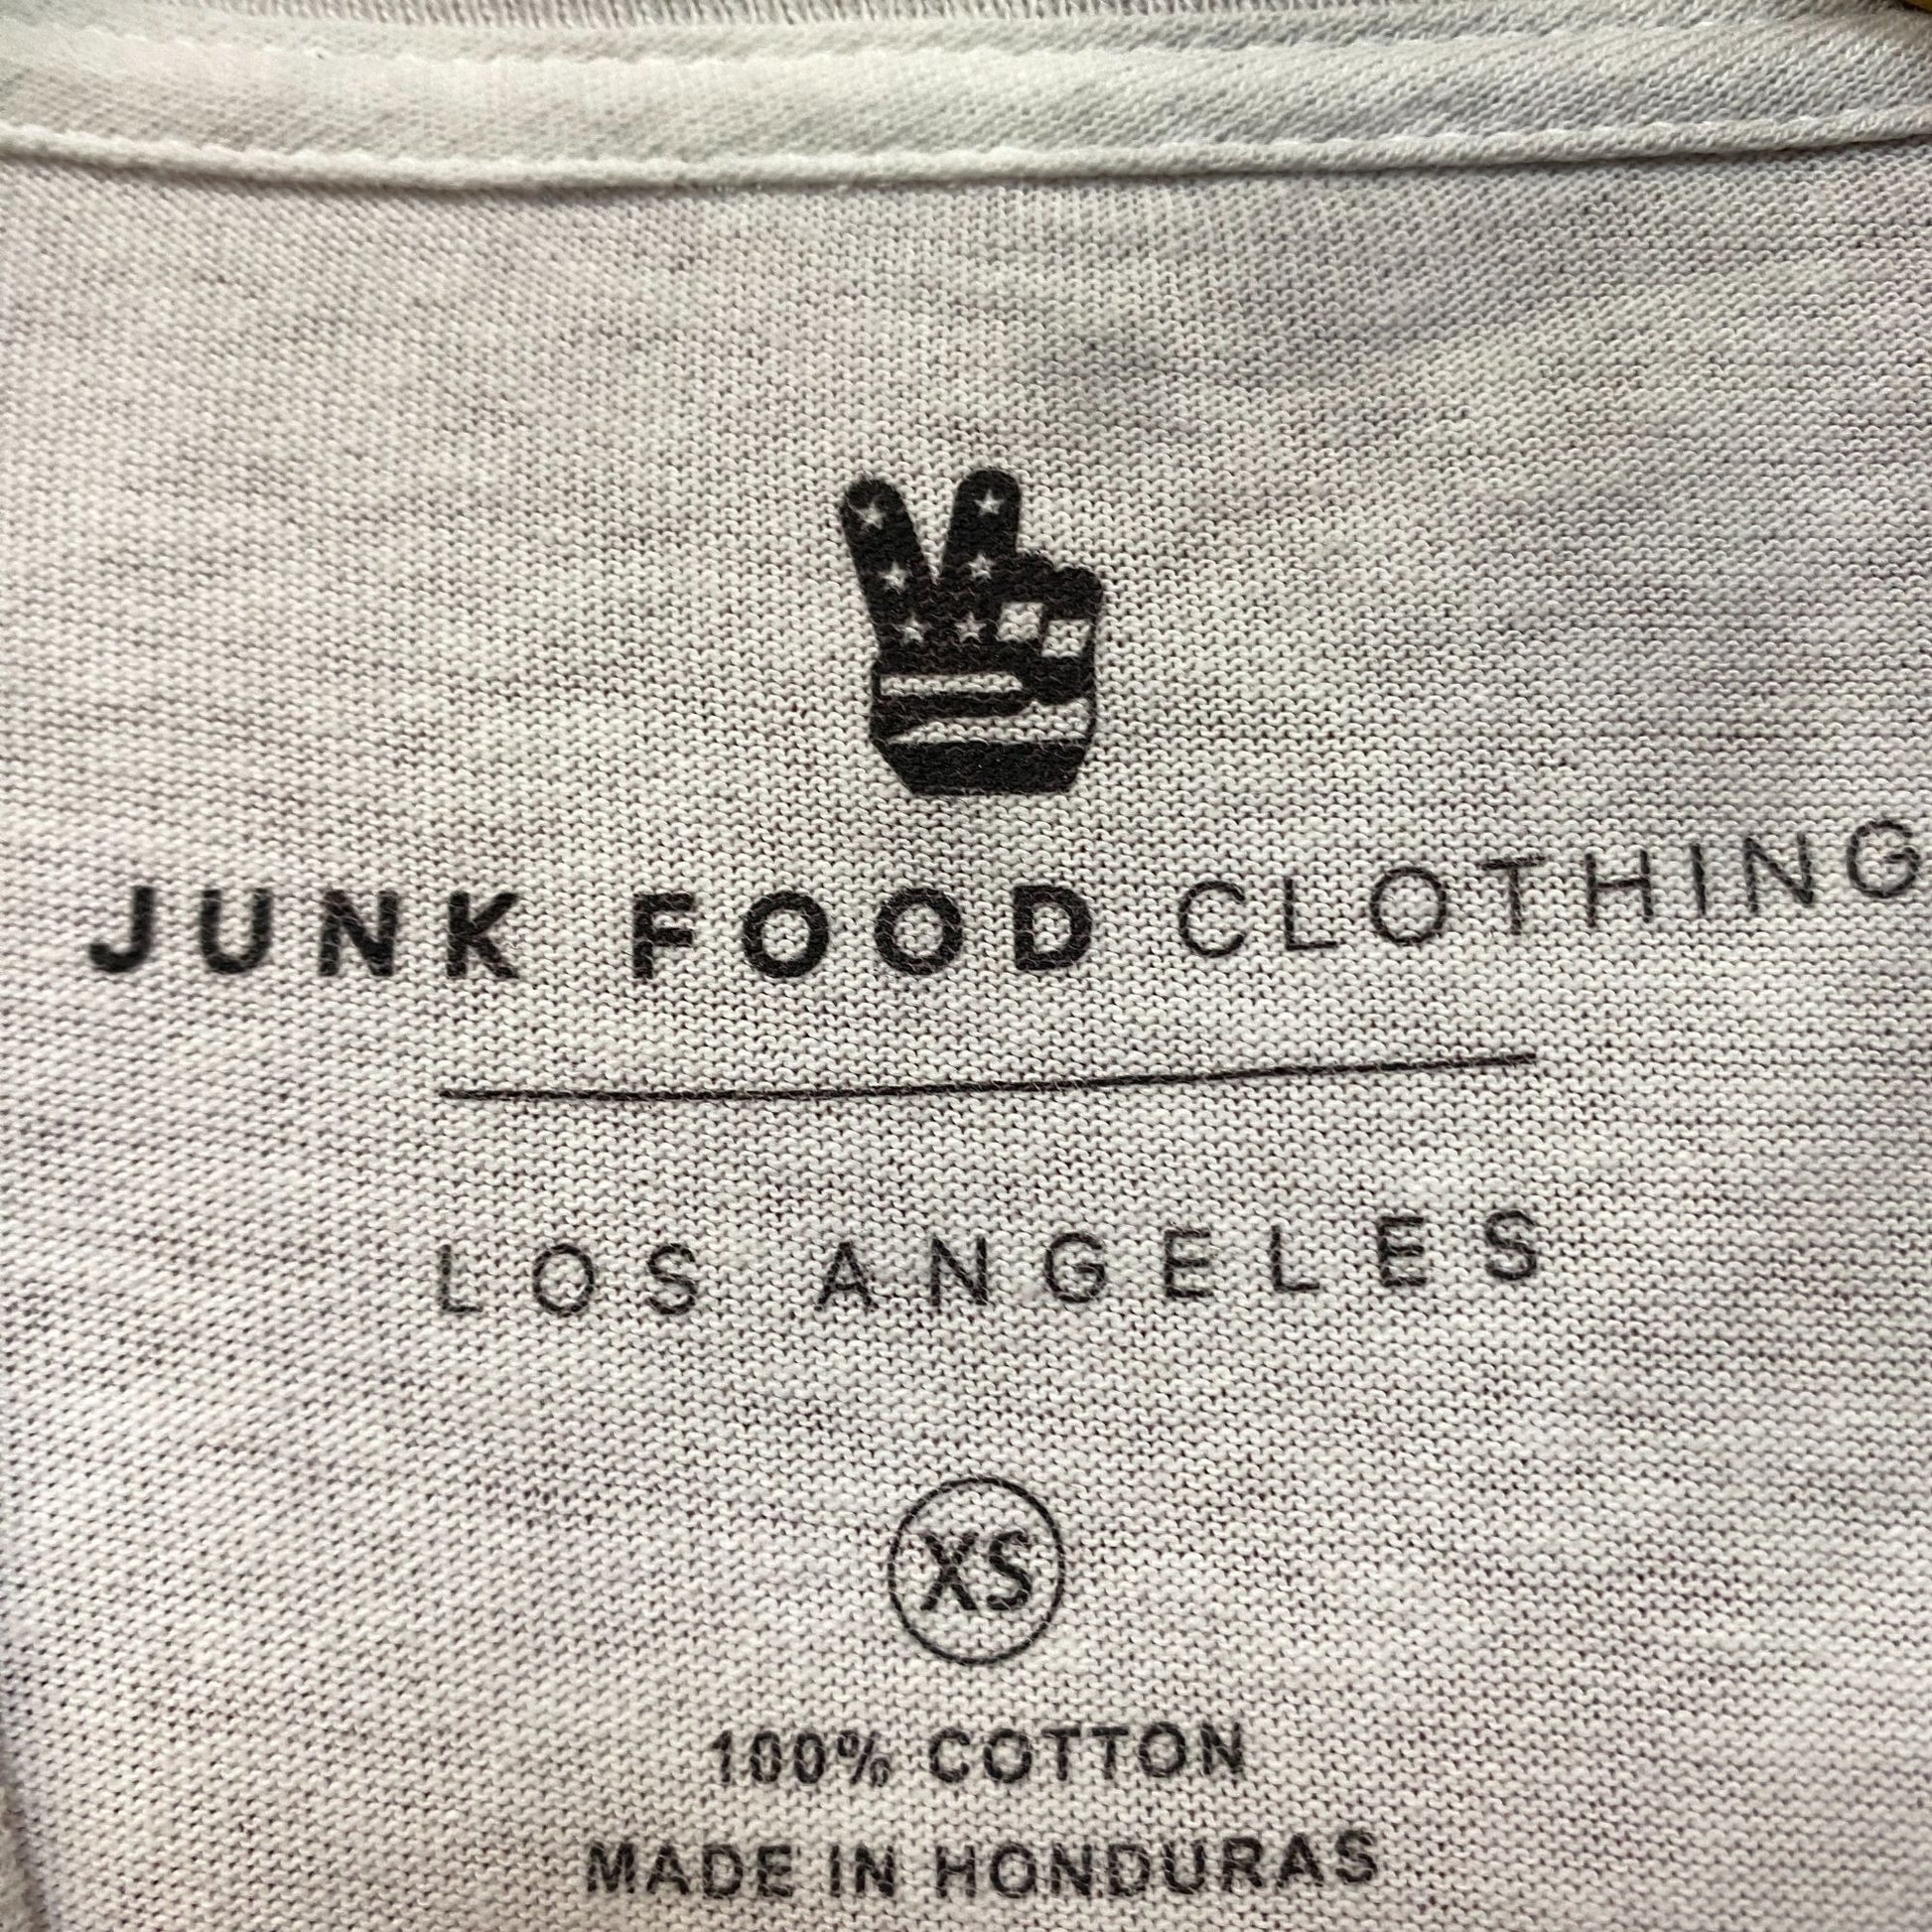 JUNK FOOD CLOTHING
LOS ANGELES
XS
100% COTTON
MADE IN HONDURAS